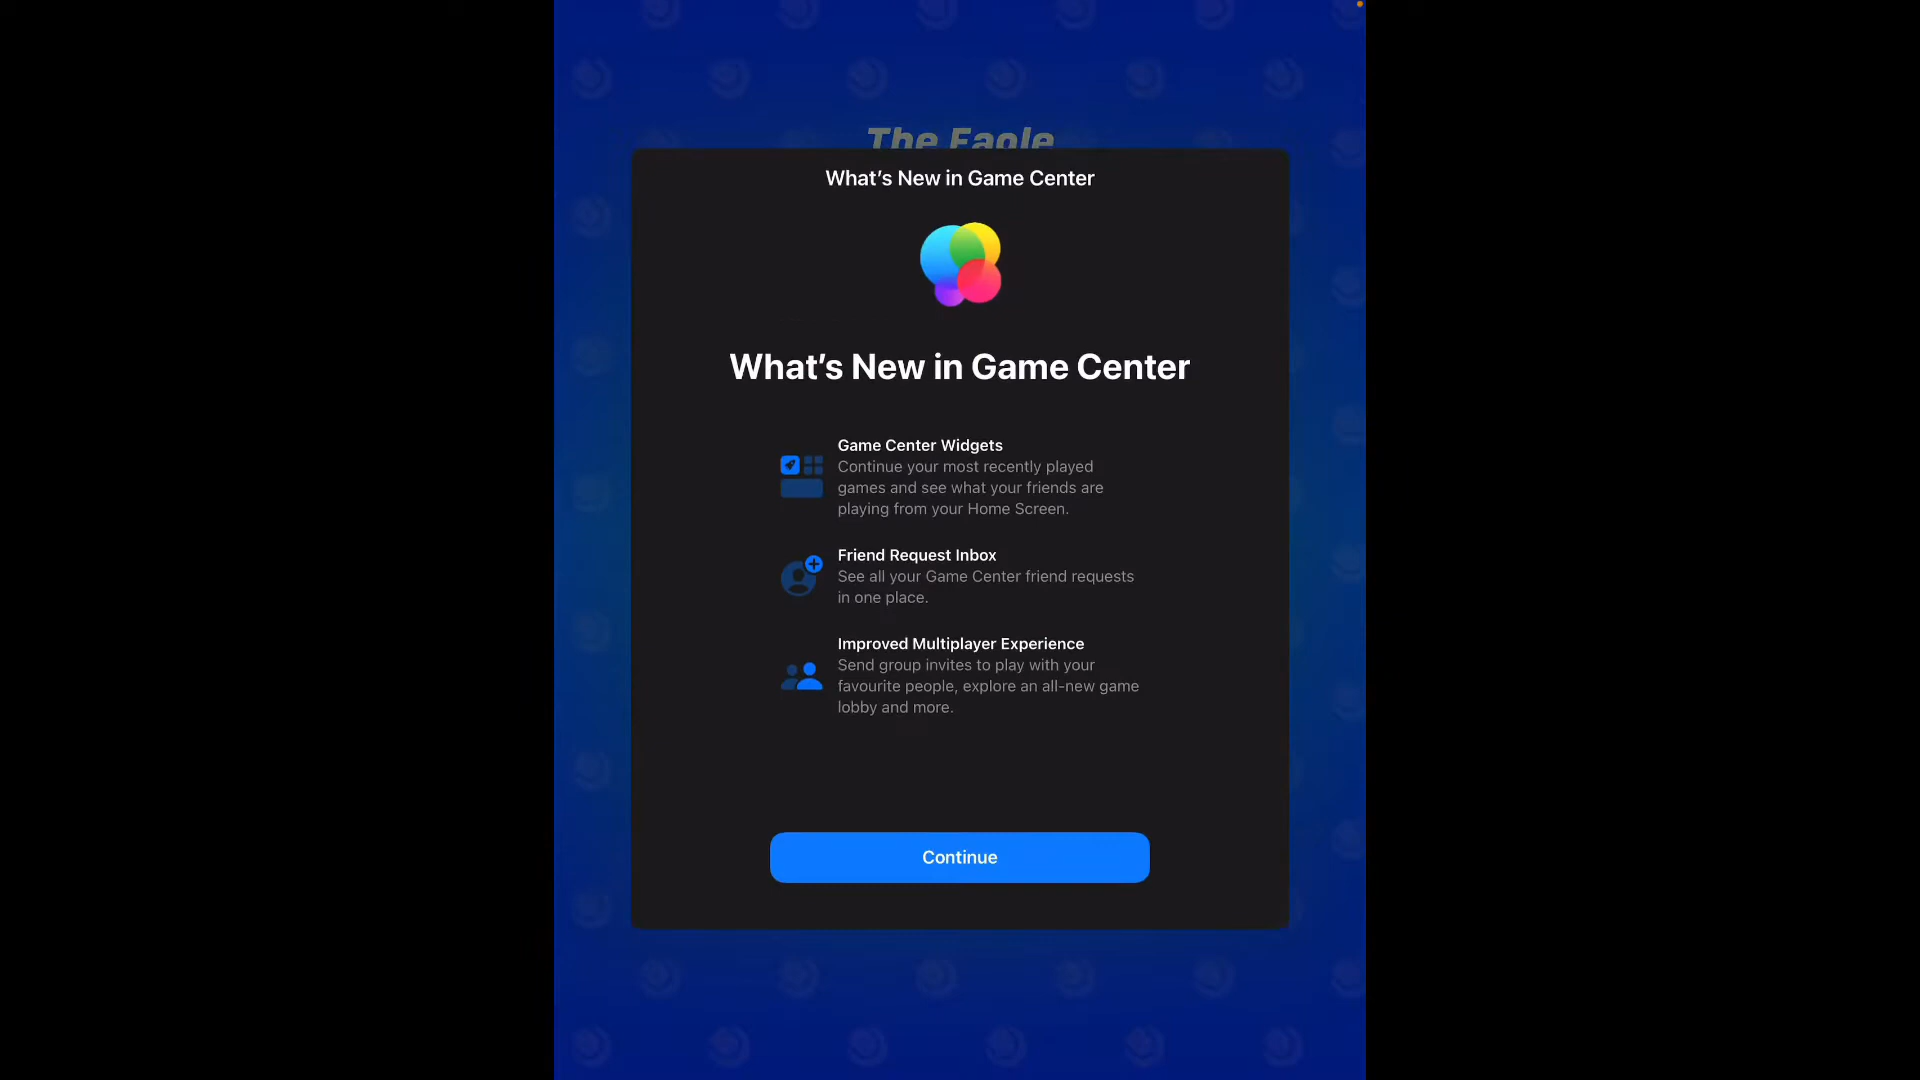 The Eagle
What's New in Game Center
What's New in Game Center
Game Center Widgets
Continue your most recently played
games and see what your friends are
playing from your Home Screen.
Friend Request Inbox
See all your Game Center friend requests
in one place.
Improved Multiplayer Experience
Send group invites to play with your
favourite people, explore an all-new game
lobby and more.
Continue